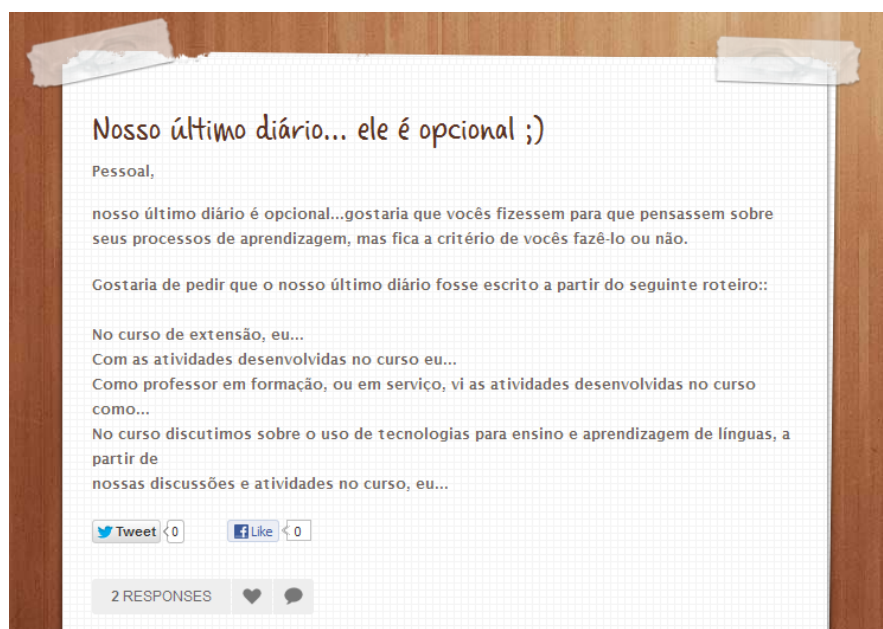 Nosso último diário... ele é opcional ;)
Pessoal,
nosso último diário é opcional...gostaria que vocês fizessem para que pensassem sobre
seus processos de aprendizagem, mas fica a critério de vocês fazê-lo ou não.
Gostaria de pedir que o nosso último diário fosse escrito a partir do seguinte roteiro::
No curso de extensão, eu...
Com as atividades desenvolvidas no curso eu...
Como professor em formação, ou em serviço, vi as atividades desenvolvidas no curso
como...
No curso discutimos sobre o uso de tecnologias para ensino e aprendizagem de línguas, a
partir de
nossas discussões e atividades no curso, eu...
Tweet 0 Like 0
2 RESPONSES